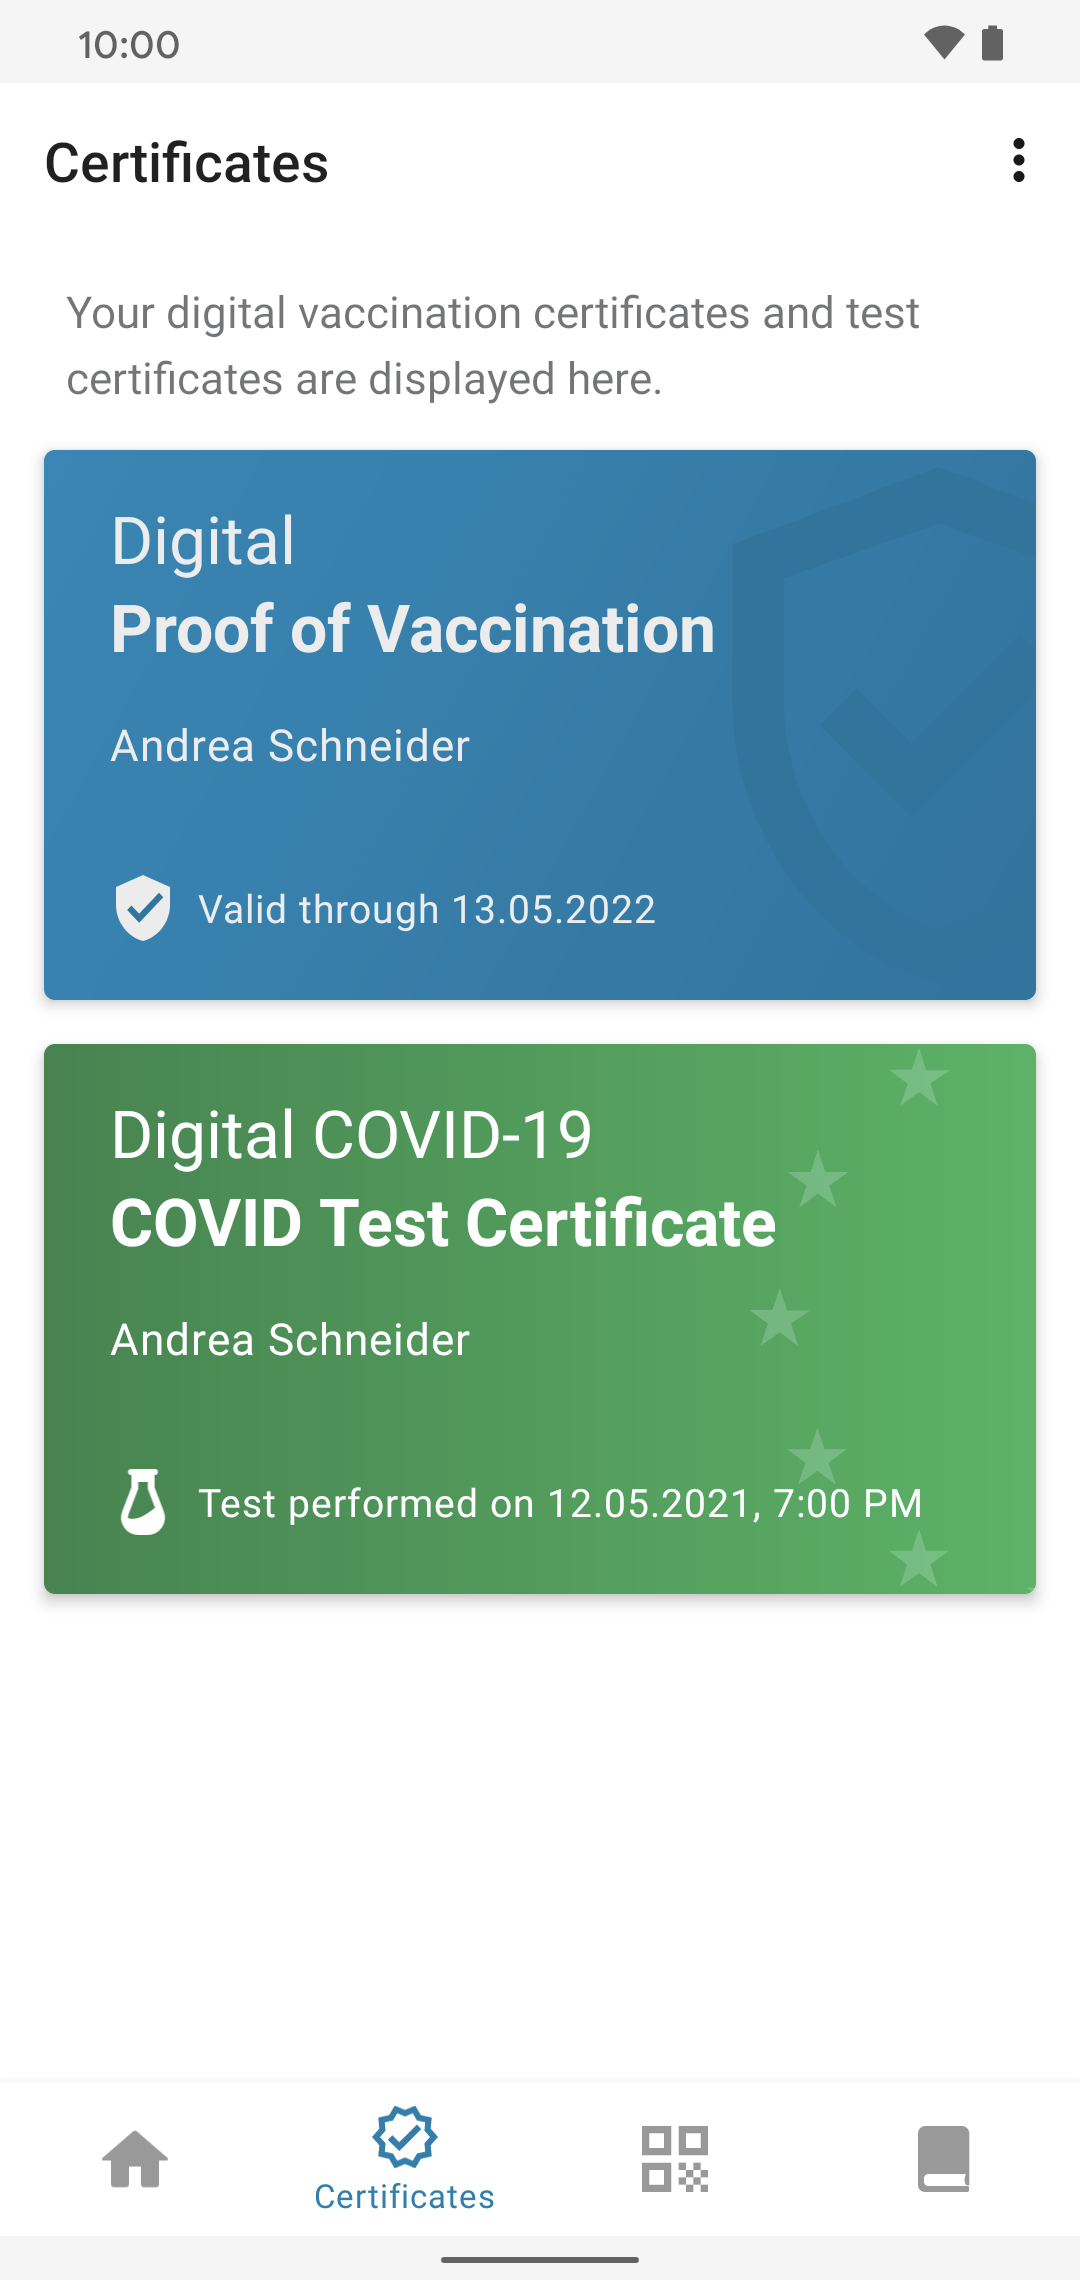 10:00
Certificates
Your digital vaccination certificates and test
certificates are displayed here.
Digital
Proof of Vaccination
Andrea Schneider
Valid through 13.05.2022
Digital COVID-19
COVID Test Certificate
Andrea Schneider
Test performed on 12.05.2021, 7:00 PM
Certificates